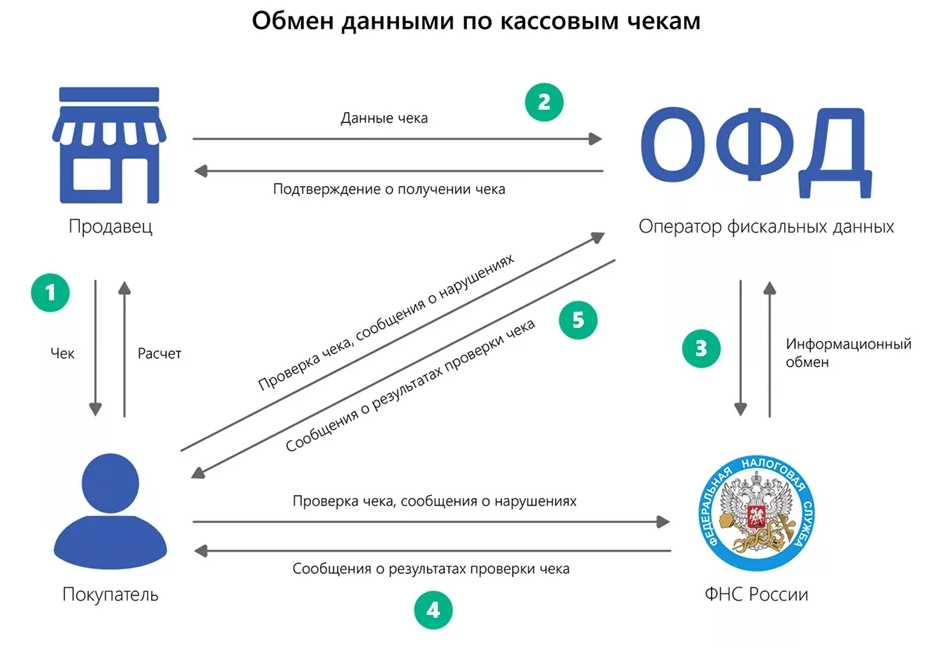 Обмен данными по кассовым чекам
2
Данные чека
ОФД
Подтверждение о получении чека
Продавец
Оператор фискальных данных
1
Чек
Расчет
Проверка чека, сообщения о нарушениях
5
Сообщения о результатах проверки чека
3
Информационный
обмен
Проверка чека, сообщения о нарушениях
ФЕДЕРАЛЬНАЯ НАЛОГОВАЯ СЛУЖБА
Сообщения о результатах проверки чека
Покупатель
4
ФНС России